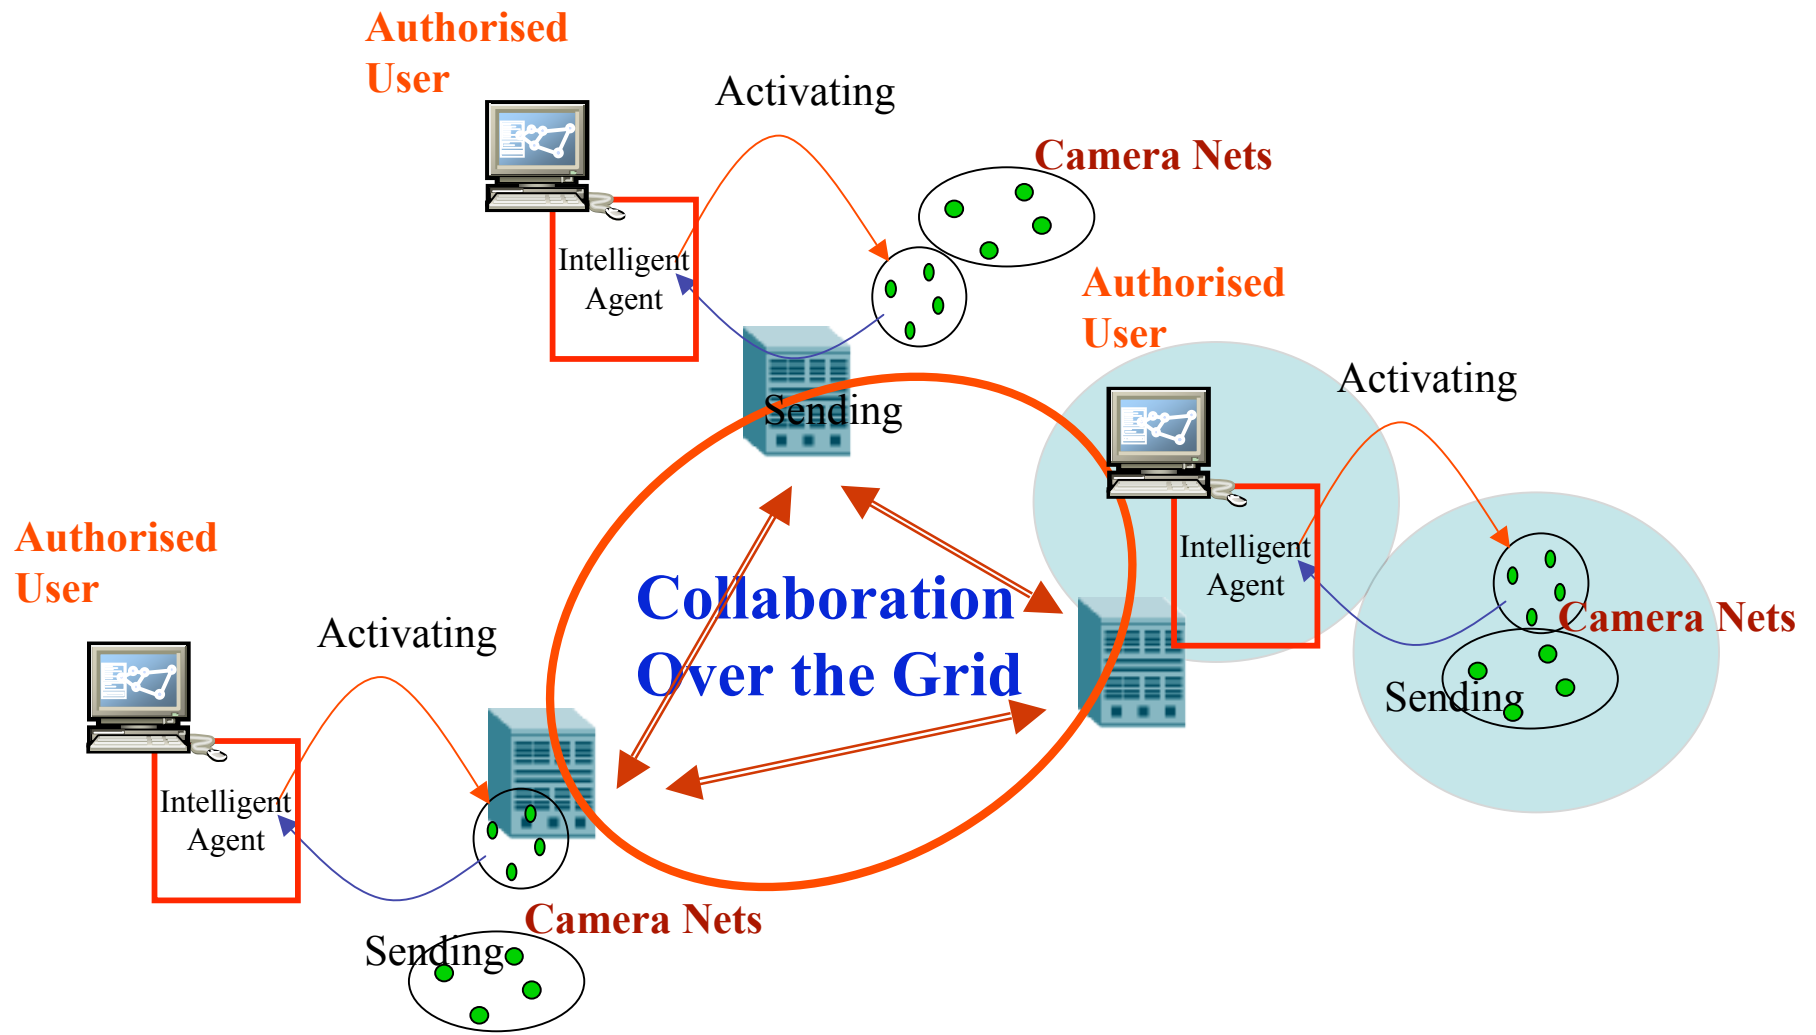 Authorised
User
Activating
Camera Nets
Intelligent
Agent
Sending
Authorised
User
Activating
Intelligent
Agent
Camera Nets
Sending
Collaboration
Over the Grid
Authorised
User
Activating
Intelligent
Agent
Camera Nets
Sending